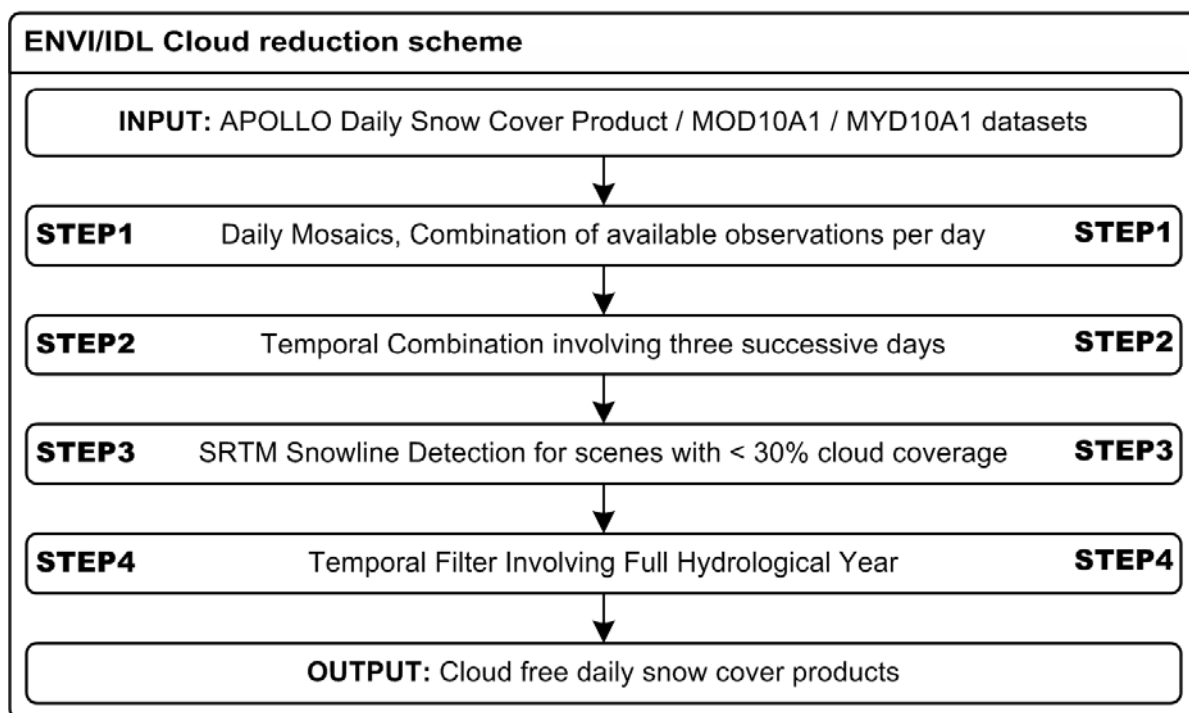 ENVI/IDL Cloud reduction scheme
INPUT: APOLLO Daily Snow Cover Product / MOD10A1 / MYD10A1 datasets
STEP1 Daily Mosaics, Combination of available observations per day STEP1
STEP2 Temporal Combination involving three successive days STEP2
STEP3 SRTM Snowline Detection for scenes with < 30% cloud coverage STEP3
STEP4 Temporal Filter Involving Full Hydrological Year STEP4
OUTPUT: Cloud free daily snow cover products